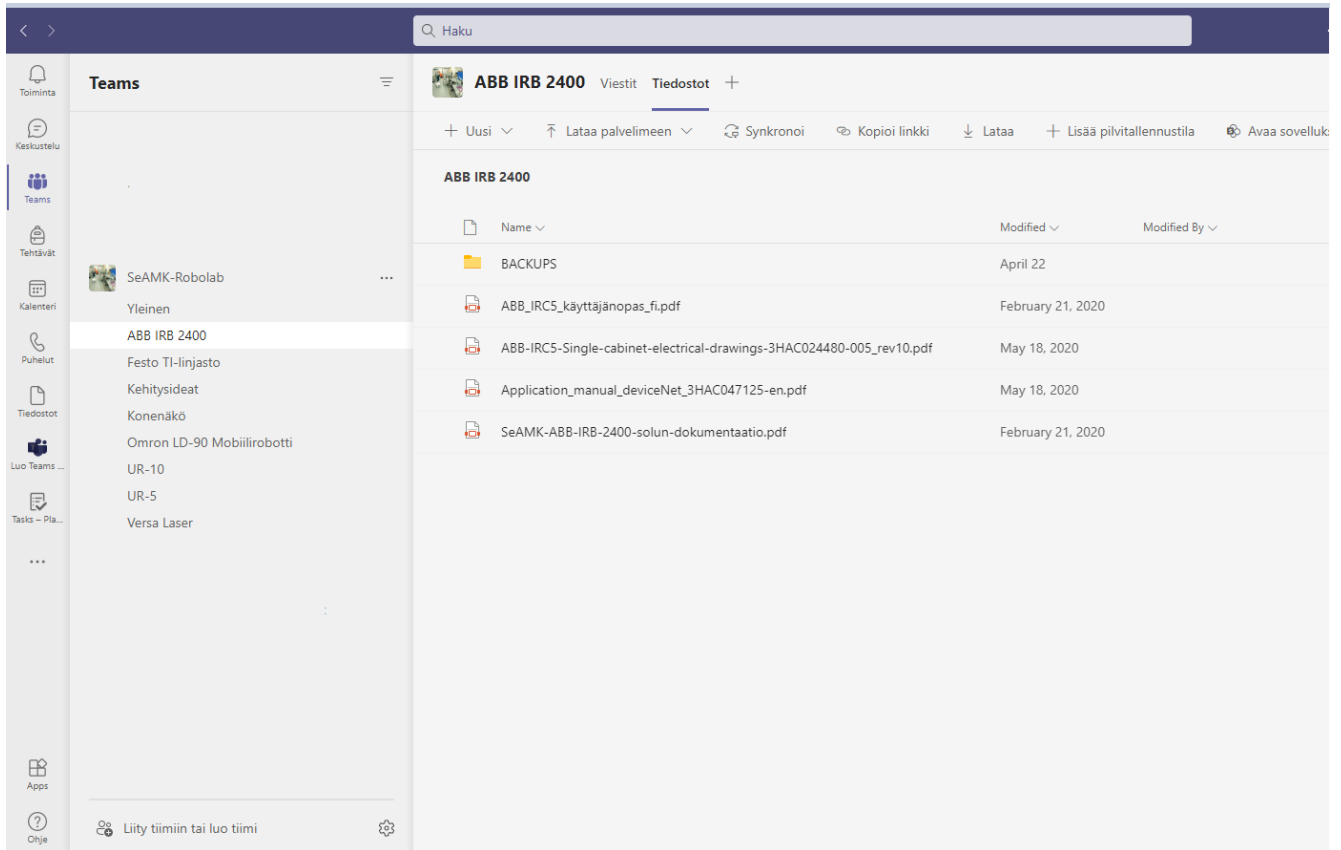 Haku
Toiminta
Keskustelu
Teams
Tehtävät
Kalenteri
Puhelut
Tiedostot
Luo Teams ...
Tasks – Pla...
Apps
Ohje
Teams
SeAMK-Robolab
Yleinen
ABB IRB 2400
Festo TI-linjasto
Kehitysideat
Konenäkö
Omron LD-90 Mobiilirobotti
UR-10
UR-5
Versa Laser
Liity tiimiin tai luo tiimi
ABB IRB 2400 Viestit Tiedostot
Uusi Lataa palvelimeen Synkronoi Kopioi linkki Lataa Lisää pilvitallennustila Avaa sovelluks
ABB IRB 2400
Name Modified Modified By
BACKUPS April 22
ABB_IRC5_käyttäjänopas_fi.pdf February 21, 2020
ABB-IRC5-Single-cabinet-electrical-drawings-3HAC024480-005_rev10.pdf May 18, 2020
Application_manual_deviceNet_3HAC047125-en.pdf May 18, 2020
SeAMK-ABB-IRB-2400-solun-dokumentaatio.pdf February 21, 2020